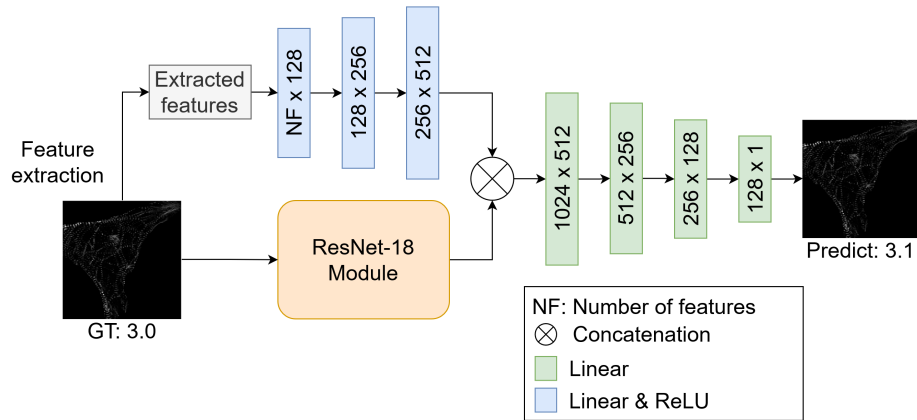 Feature
extraction
Extracted
features
NF x 128
128 x 256
256 x 512
ResNet-18
Module
GT: 3.0
1024 x 512
512 x 256
256 x 128
128 x 1
Predict: 3.1
NF: Number of features
Concatenation
Linear
Linear & ReLU